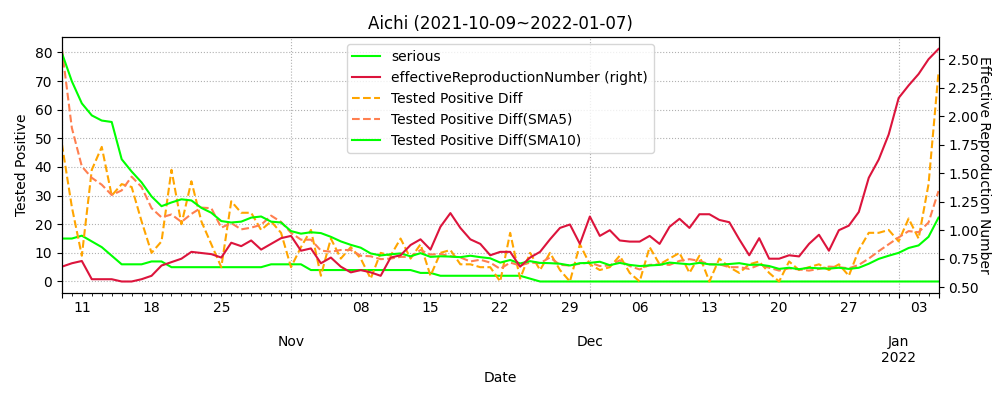 Aichi (2021-10-09~2022-01-07)
serious
effectiveReproductionNumber (right)
Tested Positive Diff
Tested Positive Diff(SMA5)
Tested Positive Diff(SMA10)
Tested Positive
80
70
60
50
40
30
20
10
0
2.50
2.25
2.00
1.75
1.50
1.25
1.00
0.75
0.50
Effective Reproduction Number
11 18 25 08 15 22 29 06 13 20 27 03
Nov Dec Jan
2022
Date